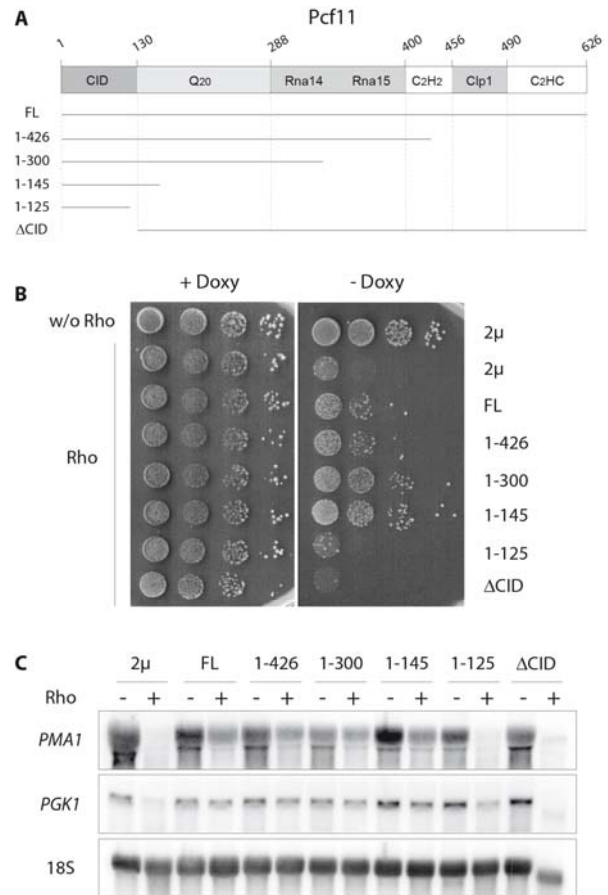 A
Pcf11
1 130 288 400 456 490 626
CID Q20 Rna14 Rna15 C2H2 Clp1 C2HC
FL
1-426
1-300
1-145
1-125
ΔCID
B
+ Doxy - Doxy
w/o Rho 2μ
2μ
FL
1-426
Rho
1-300
1-145
1-125
ΔCID
C
2μ FL 1-426 1-300 1-145 1-125 ΔCID
Rho - + - + - + - + - + - + - +
PMA1
PGK1
18S